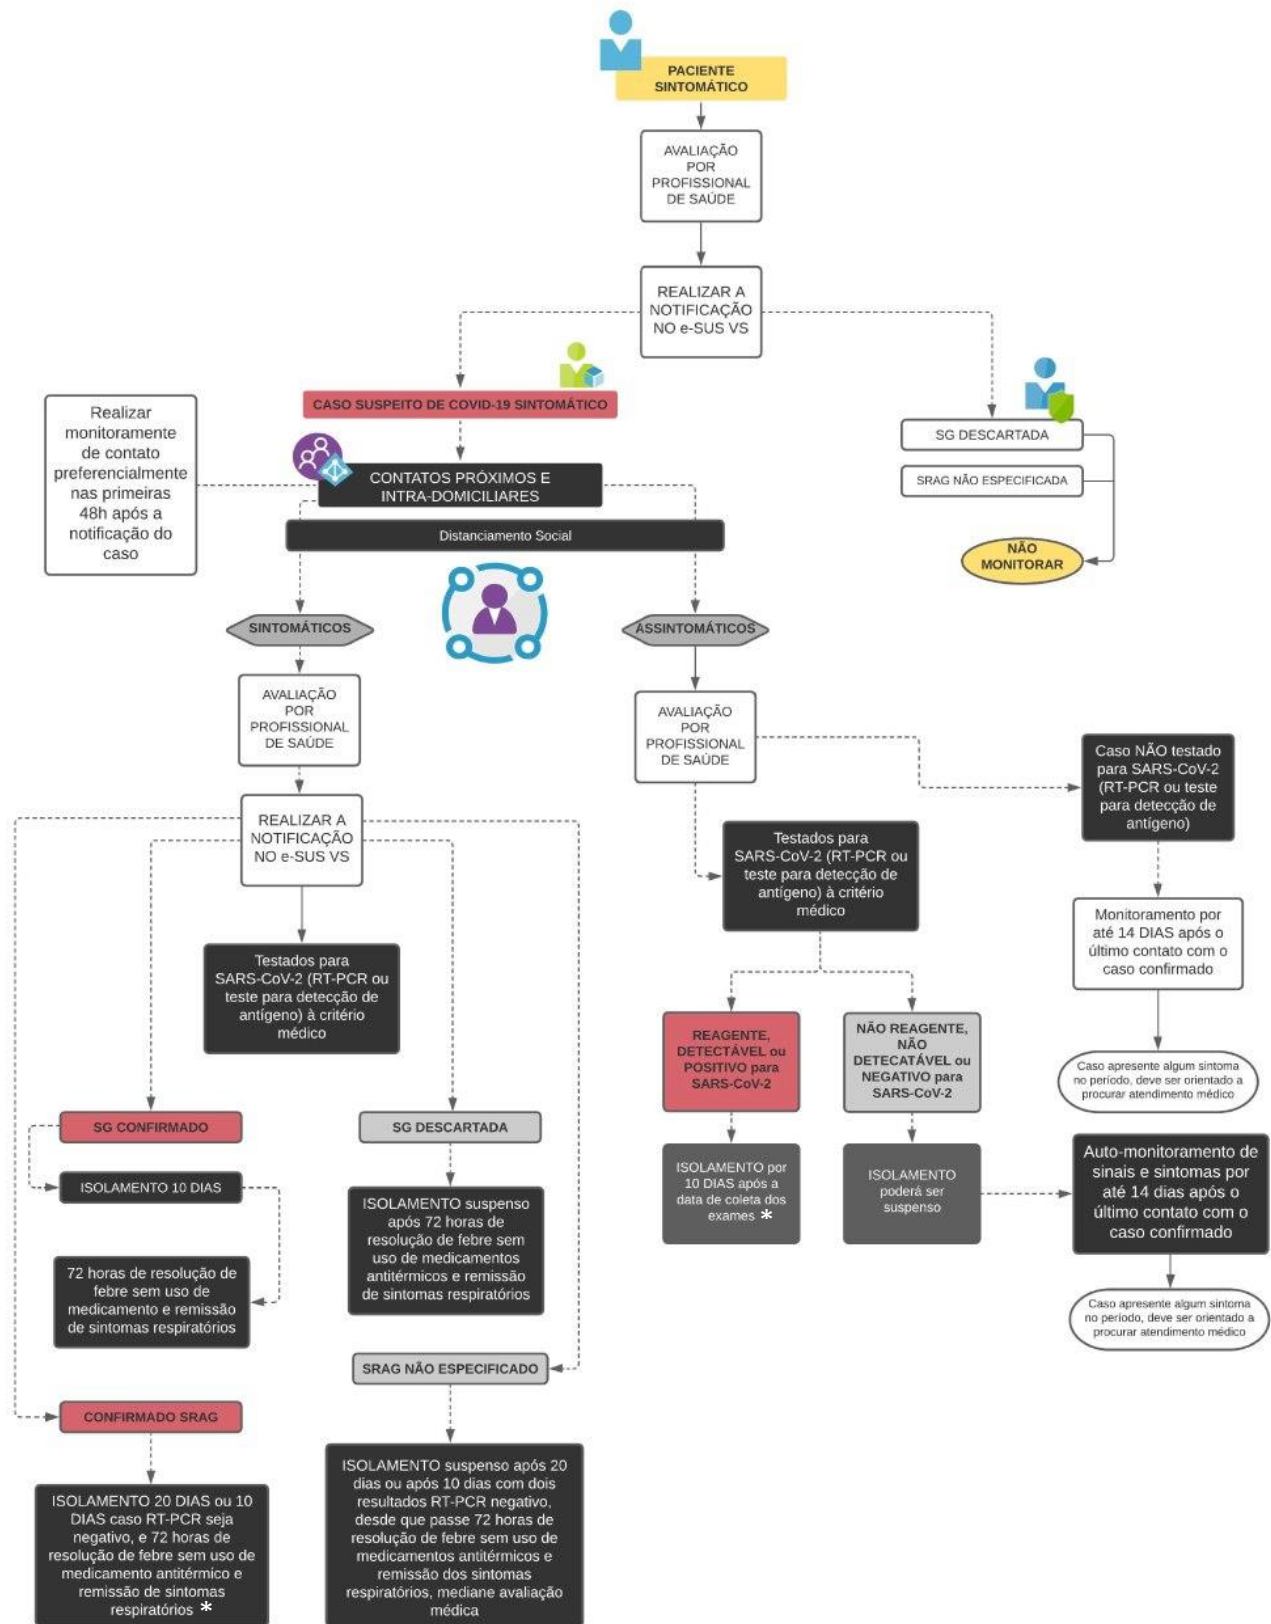 PACIENTE
SINTOMÁTICO
AVALIAÇÃO
POR
PROFISSIONAL
DE SAÚDE
REALIZAR A
NOTIFICAÇÃO
NO e-SUS VS
CASO SUSPEITO DE COVID-19 SINTOMÁTICO
SG DESCARTADA
SRAG NÃO ESPECIFICADA
NÃO
MONITORAR
Realizar
monitoramente
de contato
preferencialmente
nas primeiras
48h após a
notificação do
caso
CONTATOS PRÓXIMOS E
INTRA-DOMICILIARES
Distanciamento Social
SINTOMÁTICOS
ASSINTOMÁTICOS
AVALIAÇÃO
POR
PROFISSIONAL
DE SAÚDE
REALIZAR A
NOTIFICAÇÃO
NO e-SUS VS
Testados para
SARS-CoV-2 (RT-PCR ou
teste para detecção de
antígeno) à critério
médico
SG CONFIRMADO
ISOLAMENTO 10 DIAS
72 horas de resolução de
febre sem uso de
medicamento e remissão
de sintomas respiratórios
SG DESCARTADA
ISOLAMENTO suspenso
após 72 horas de
resolução de febre sem
uso de medicamentos
antitérmicos e remissão
de sintomas respiratórios
SRAG NÃO ESPECIFICADO
CONFIRMADO SRAG
ISOLAMENTO 20 DIAS ou 10
DIAS caso RT-PCR seja
negativo, e 72 horas de
resolução de febre sem uso de
medicamento antitérmico e
remissão de sintomas
respiratórios *
ISOLAMENTO suspenso após 20
dias ou após 10 dias com dois
resultados RT-PCR negativo,
desde que passe 72 horas de
resolução de febre sem uso de
medicamentos antitérmicos e
remissão dos sintomas
respiratórios, mediane avaliação
médica
AVALIAÇÃO
POR
PROFISSIONAL
DE SAÚDE
Testados para
SARS-CoV-2 (RT-PCR ou
teste para detecção de
antígeno) à critério
médico
REAGENTE,
DETECTÁVEL ou
POSITIVO para
SARS-CoV-2
ISOLAMENTO por
10 DIAS após a
data de coleta dos
exames *
NÃO REAGENTE,
NÃO
DETECATÁVEL ou
NEGATIVO para
SARS-CoV-2
ISOLAMENTO
poderá ser
suspenso
Caso NÃO testado
para SARS-CoV-2
(RT-PCR ou teste
para detecção de
antígeno)
Monitoramento por
até 14 DIAS após o
último contato com o
caso confirmado
Caso apresente algum sintoma
no período, deve ser orientado a
procurar atendimento médico
Auto-monitoramento de
sinais e sintomas por
até 14 dias após o
último contato com o
caso confirmado
Caso apresente algum sintoma
no período, deve ser orientado a
procurar atendimento médico